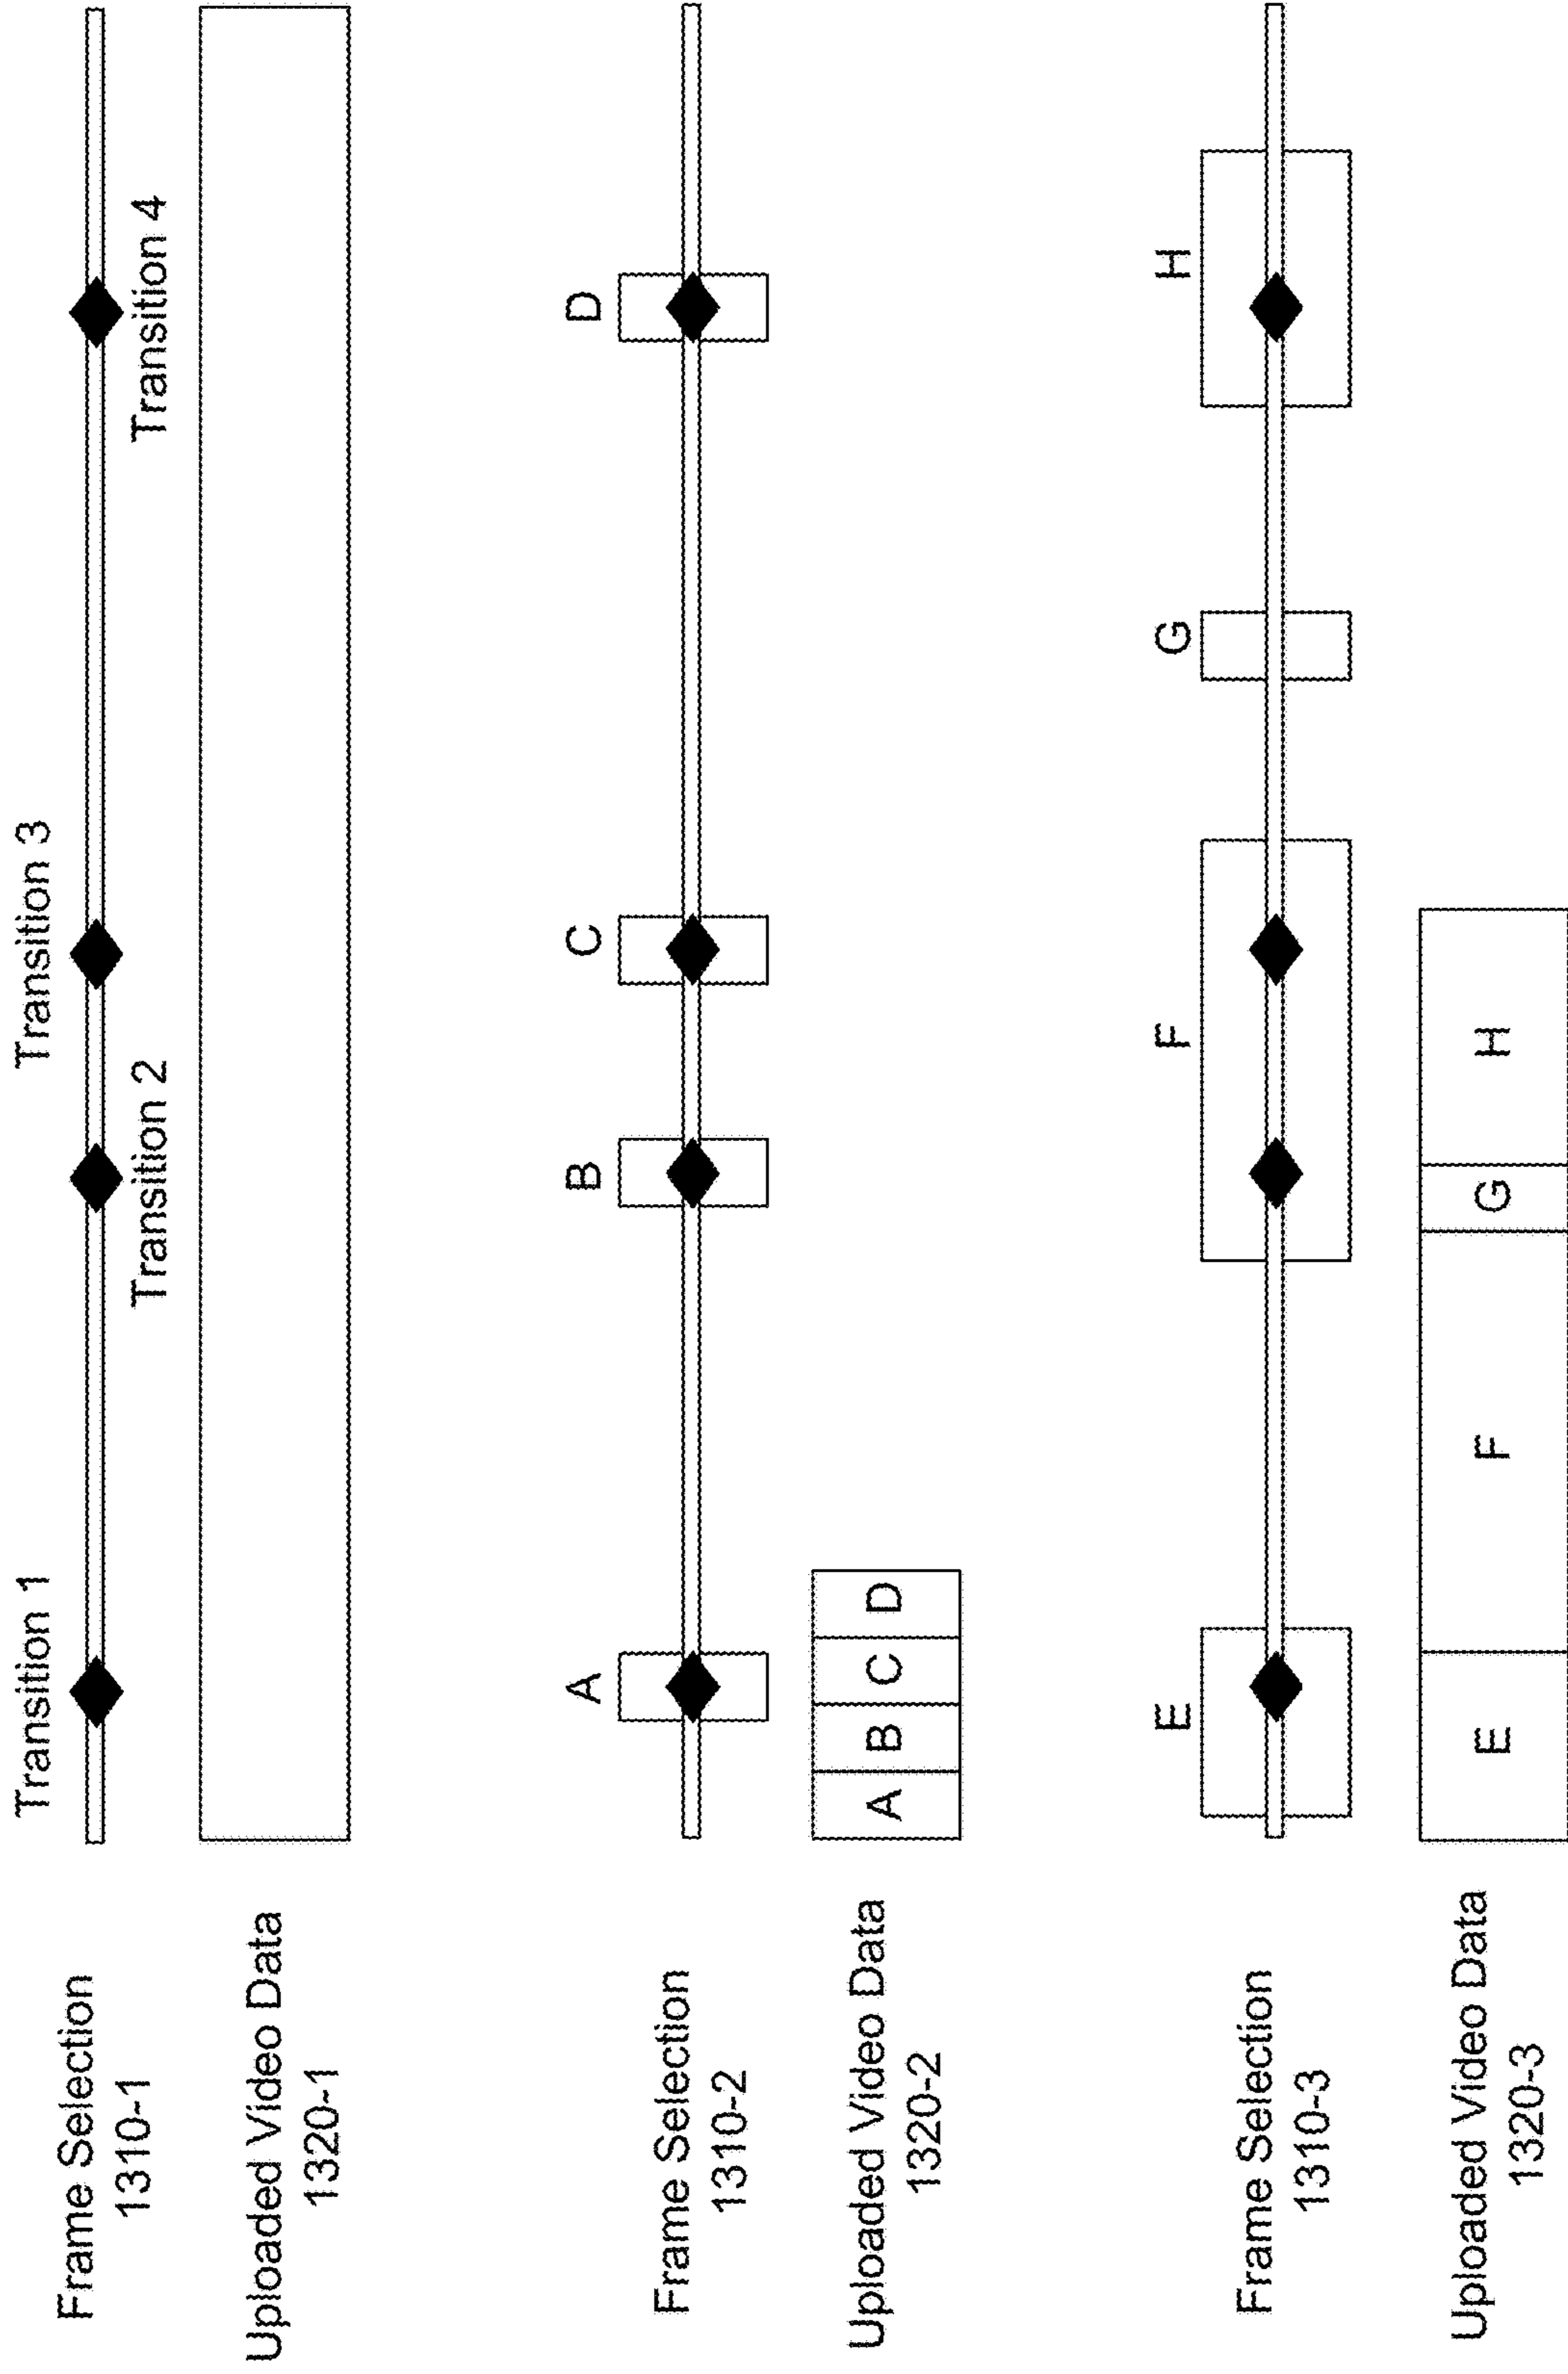 Transition 1
Transition 3
Frame Selection
1310-1
Transition 2
Transition 4
Uploaded Video Data
1320-1
A
B
C
D
Frame Selection
1310-2
Uploaded Video Data
1320-2
A
B
C
D
E
F
G
H
Frame Selection
1310-3
Uploaded Video Data
1320-3
E
F
G
H